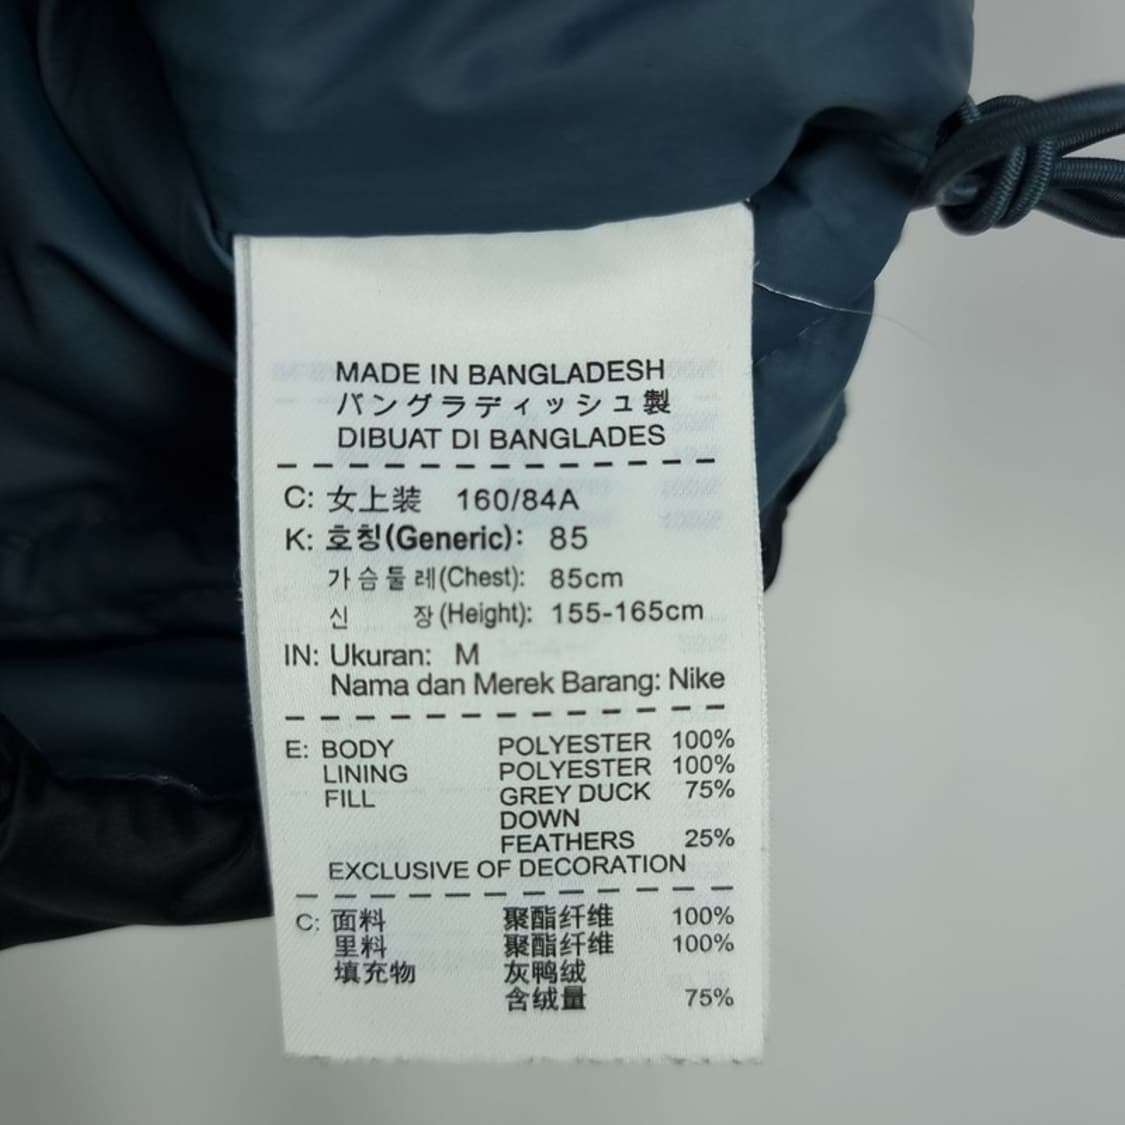 MADE IN BANGLADESH
バングラディッシュ製
DIBUAT DI BANGLADES
C: 女上装 160/84A
K: 호칭(Generic): 85
가슴둘레(Chest): 85cm
신 장(Height): 155-165cm
IN: Ukuran: M
Nama dan Merek Barang: Nike
E: BODY POLYESTER 100%
LINING POLYESTER 100%
FILL GREY DUCK 75%
DOWN
FEATHERS 25%
EXCLUSIVE OF DECORATION
C: 面料 聚酯纤维 100%
里料 聚酯纤维 100%
填充物 灰鸭绒
含绒量 75%